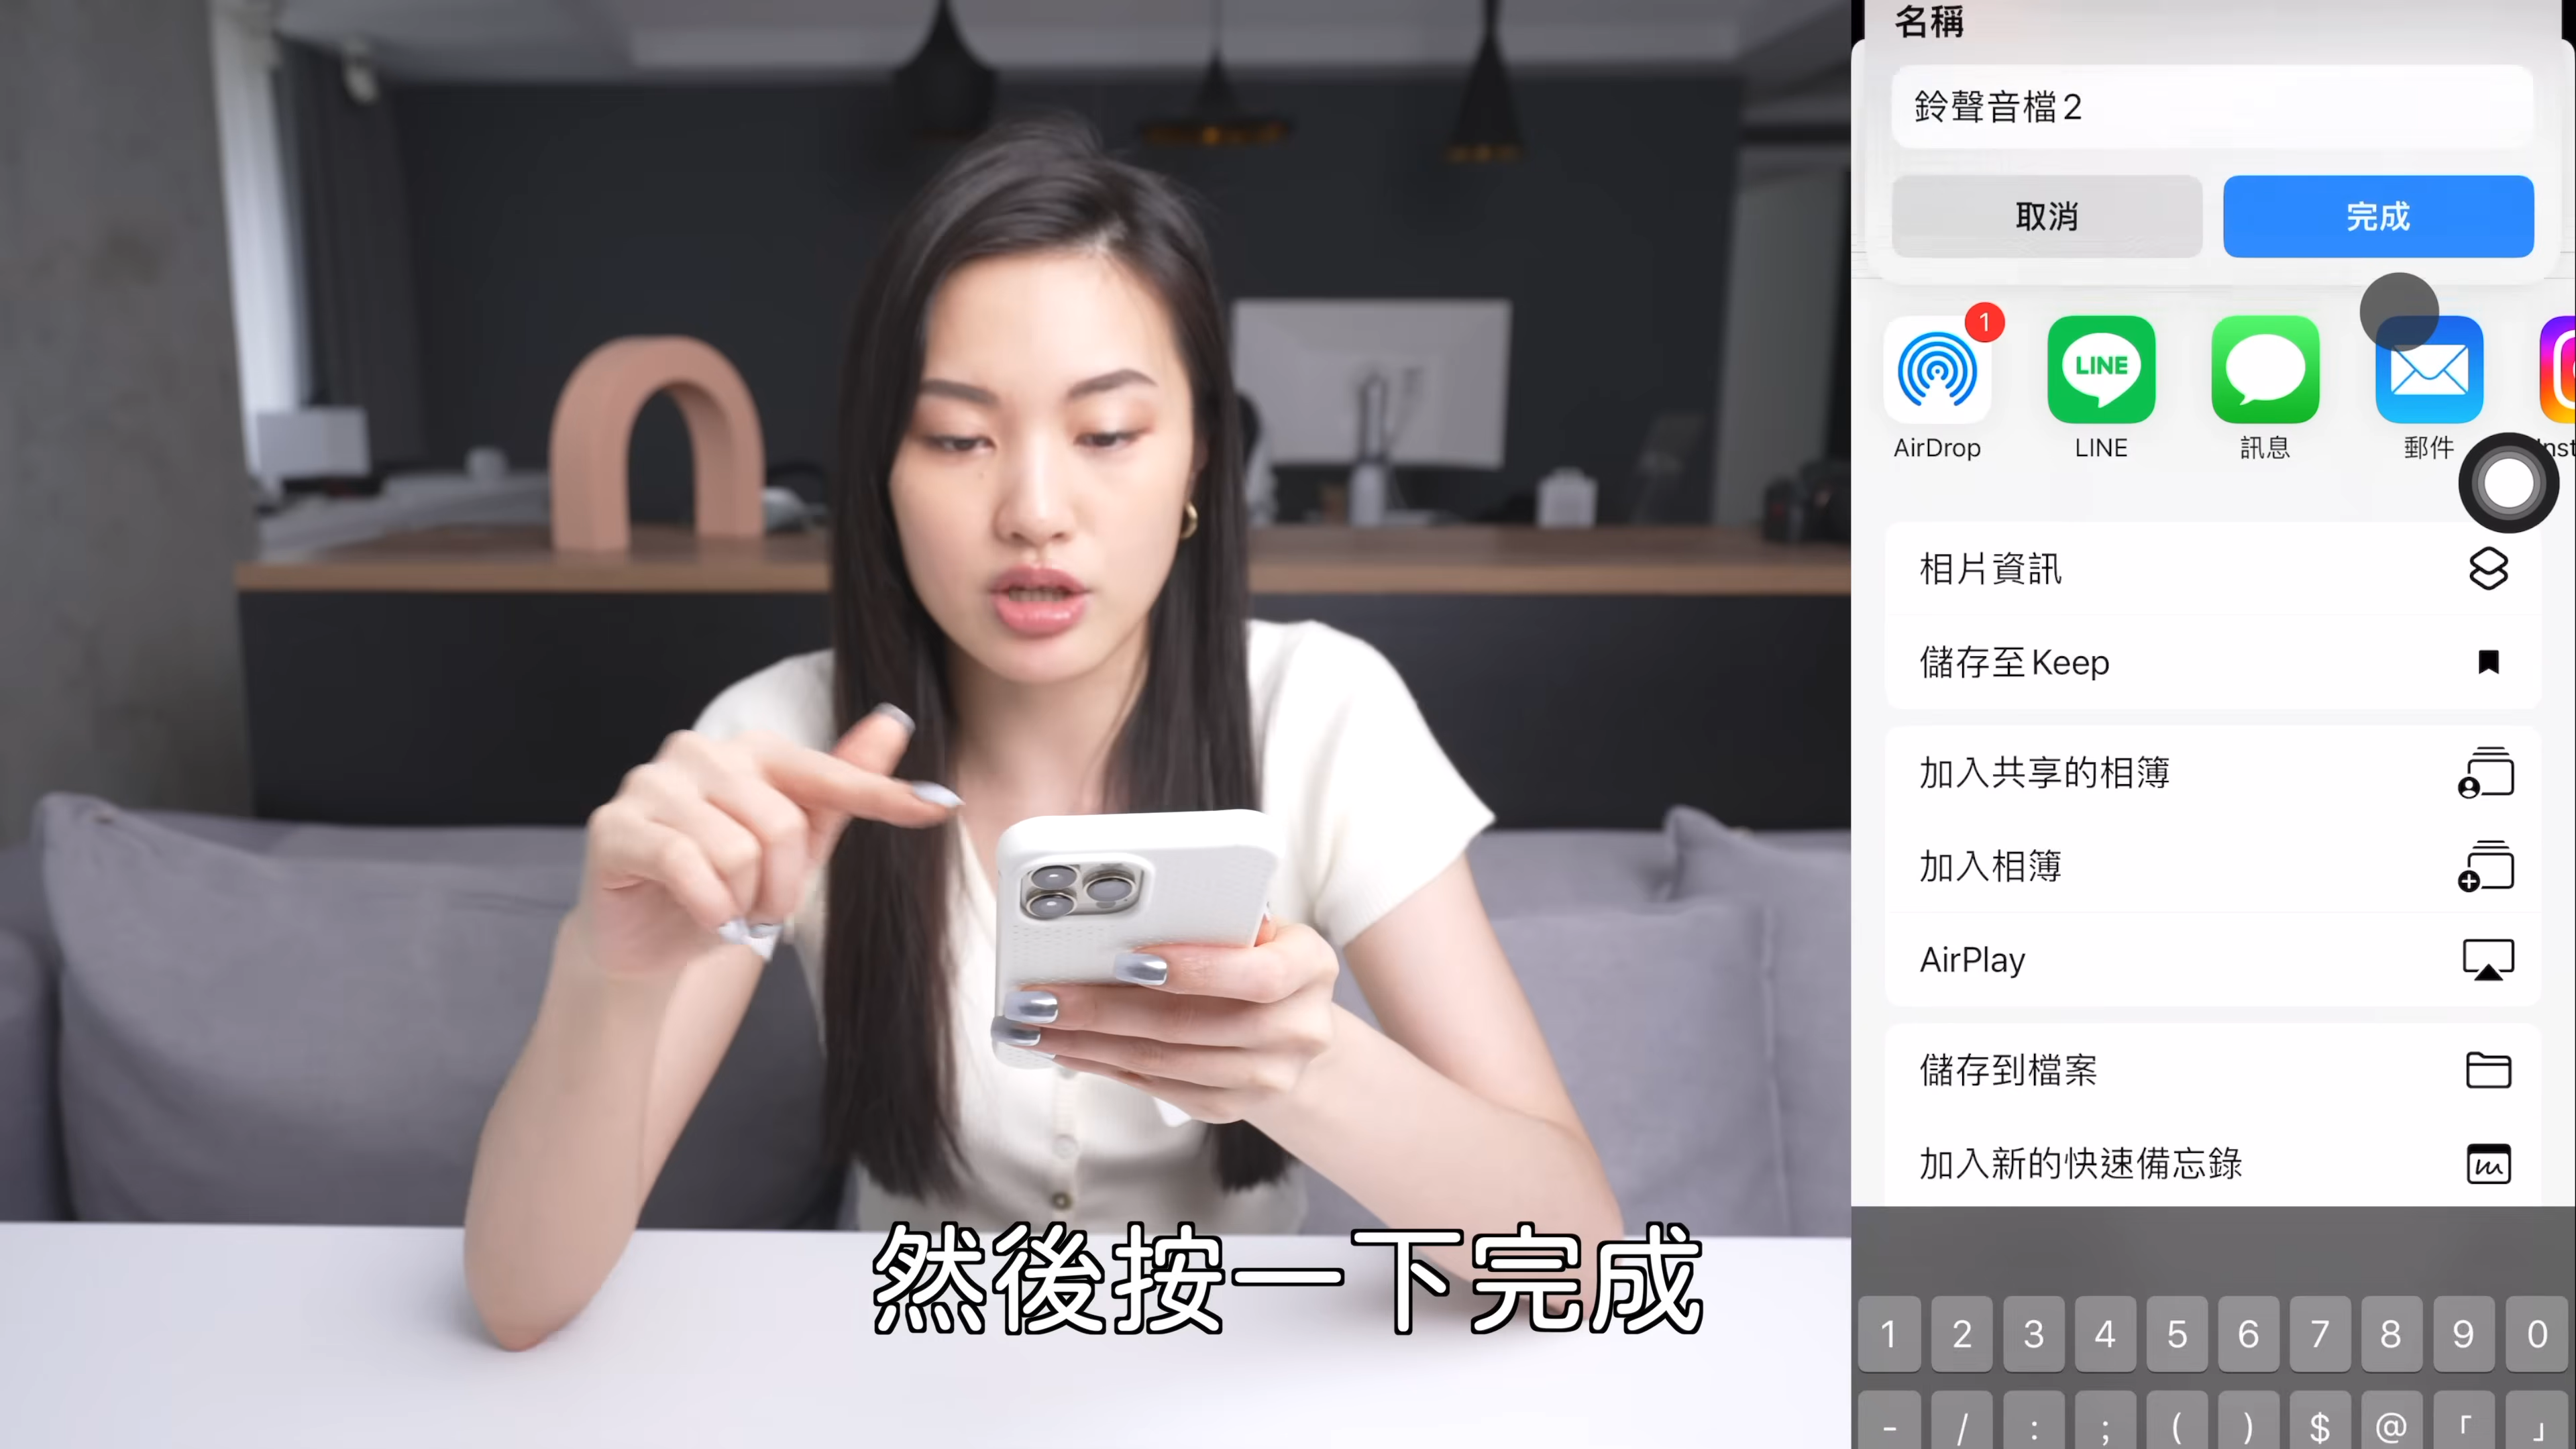 名稱
鈴聲音檔2
取消
完成
1
LINE
AirDrop
LINE
訊息
郵件
相片資訊
儲存至Keep
加入共享的相簿
加入相簿
AirPlay
儲存到檔案
加入新的快速備忘錄
然後按一下完成
1 2 3 4 5 6 7 8 9 0
- / : ; ( ) $ @ 「 」